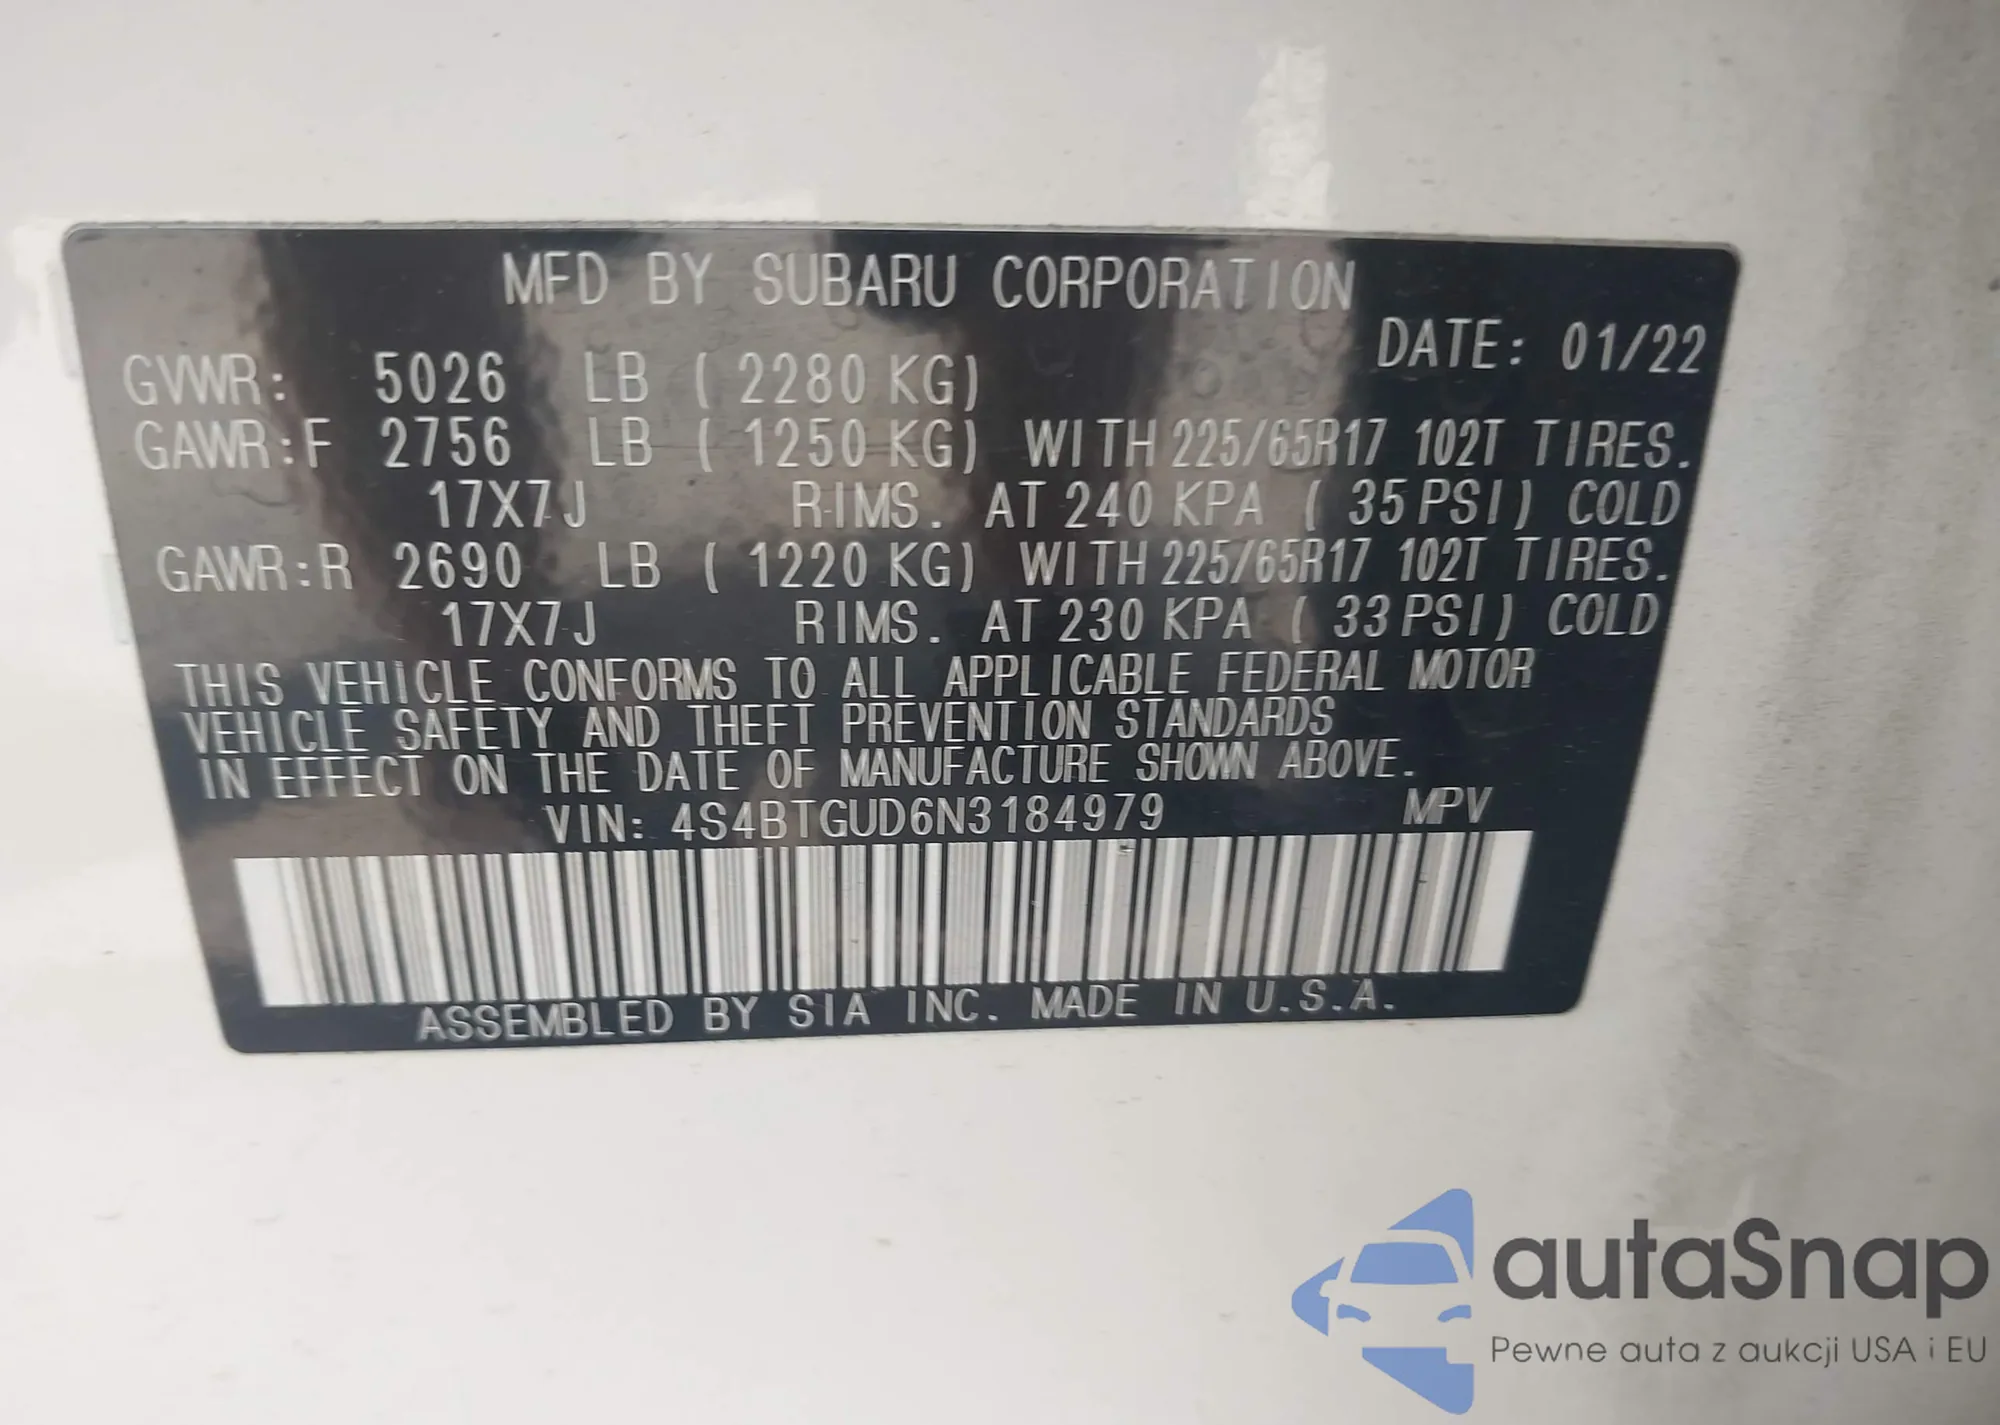 MFD BY SUBARU CORPORATION
DATE: 01/22
GVWR: 5026 LB ( 2280 KG)
GAWR:F 2756 LB ( 1250 KG) WITH 225/65R17 102T TIRES.
17X7J RIMS. AT 240 KPA ( 35 PSI) COLD
GAWR:R 2690 LB ( 1220 KG) WITH 225/65R17 102T TIRES.
17X7J RIMS. AT 230 KPA ( 33 PSI) COLD
THIS VEHICLE CONFORMS TO ALL APPLICABLE FEDERAL MOTOR
VEHICLE SAFETY AND THEFT PREVENTION STANDARDS
IN EFFECT ON THE DATE OF MANUFACTURE SHOWN ABOVE.
VIN: 4S4BTGUD6N3184979 MPV
ASSEMBLED BY SIA INC. MADE IN U.S.A.
autaSnap
Pewne auta z aukcji USA i EU